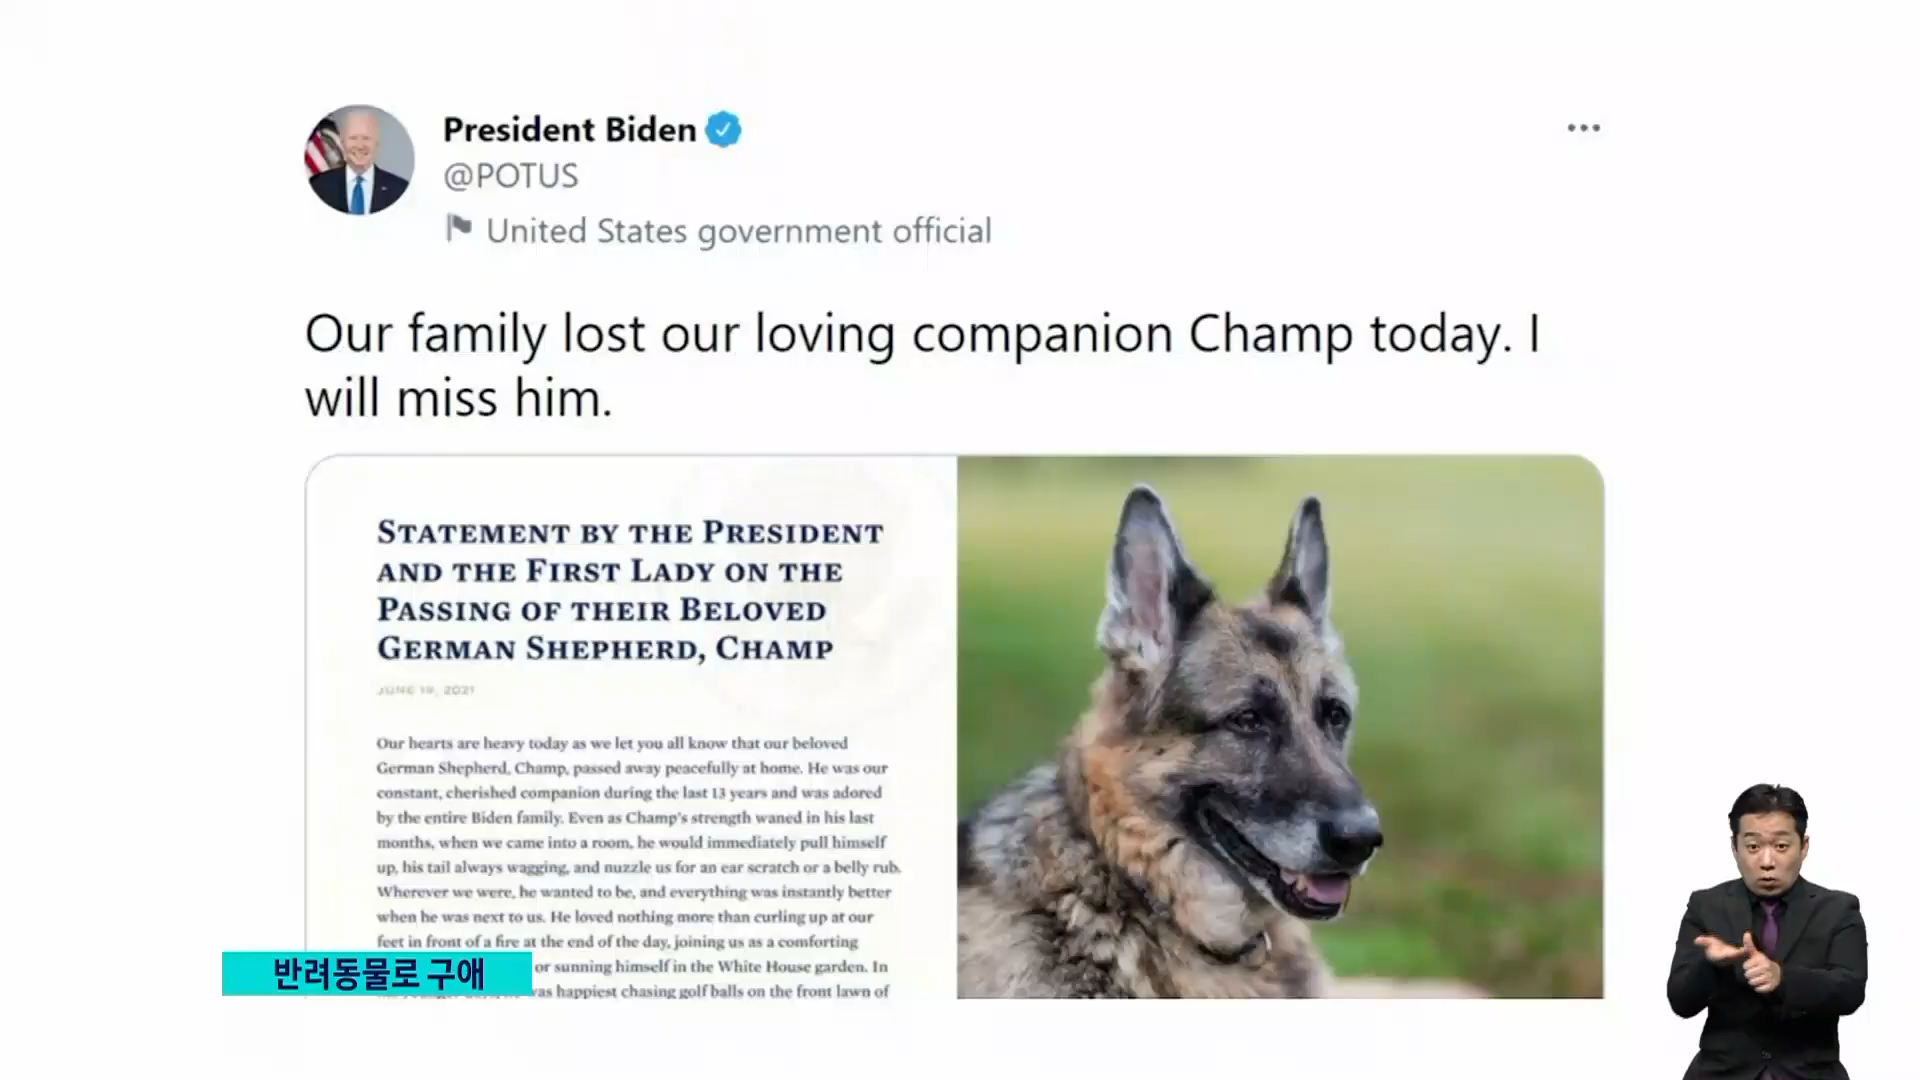 President Biden
@POTUS
United States government official
Our family lost our loving companion Champ today. I
will miss him.
STATEMENT BY THE PRESIDENT
AND THE FIRST LADY ON THE
PASSING OF THEIR BELOVED
GERMAN SHEPHERD, CHAMP
JUNE 19, 2021
Our hearts are heavy today as we let you all know that our beloved
German Shepherd, Champ, passed away peacefully at home. He was our
constant, cherished companion during the last 13 years and was adored
by the entire Biden family. Even as Champ's strength waned in his last
months, when we came into a room, he would immediately pull himself
up, his tail always wagging, and nuzzle us for an ear scratch or a belly rub.
Wherever we were, he wanted to be, and everything was instantly better
when he was next to us. He loved nothing more than curling up at our
feet in front of a fire at the end of the day, joining us as a comforting
or sunning himself in the White House garden. In
was happiest chasing golf balls on the front lawn of
반려동물로 구애